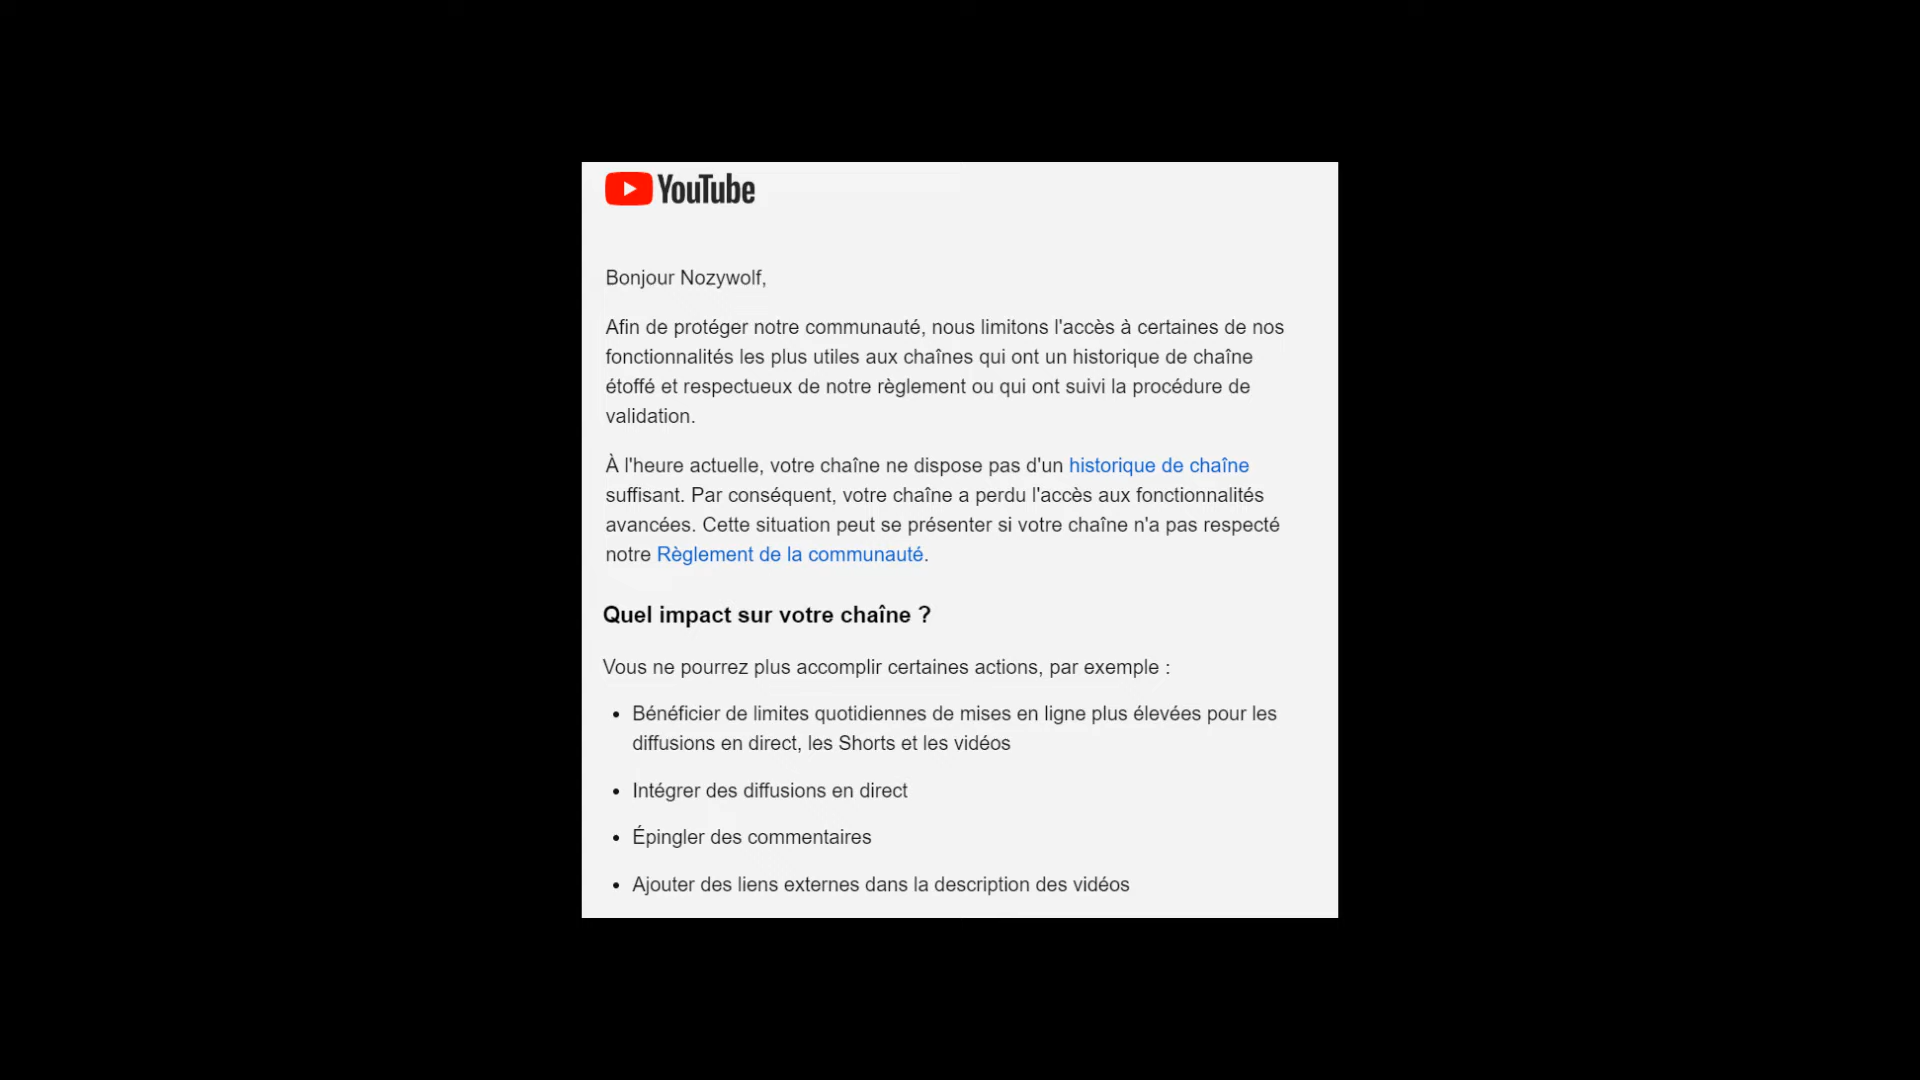 YouTube
Bonjour Nozywolf,
Afin de protéger notre communauté, nous limitons l'accès à certaines de nos
fonctionnalités les plus utiles aux chaînes qui ont un historique de chaîne
étoffé et respectueux de notre règlement ou qui ont suivi la procédure de
validation.
À l'heure actuelle, votre chaîne ne dispose pas d'un historique de chaîne
suffisant. Par conséquent, votre chaîne a perdu l'accès aux fonctionnalités
avancées. Cette situation peut se présenter si votre chaîne n'a pas respecté
notre Règlement de la communauté.
Quel impact sur votre chaîne ?
Vous ne pourrez plus accomplir certaines actions, par exemple :
• Bénéficier de limites quotidiennes de mises en ligne plus élevées pour les
diffusions en direct, les Shorts et les vidéos
• Intégrer des diffusions en direct
• Épingler des commentaires
• Ajouter des liens externes dans la description des vidéos